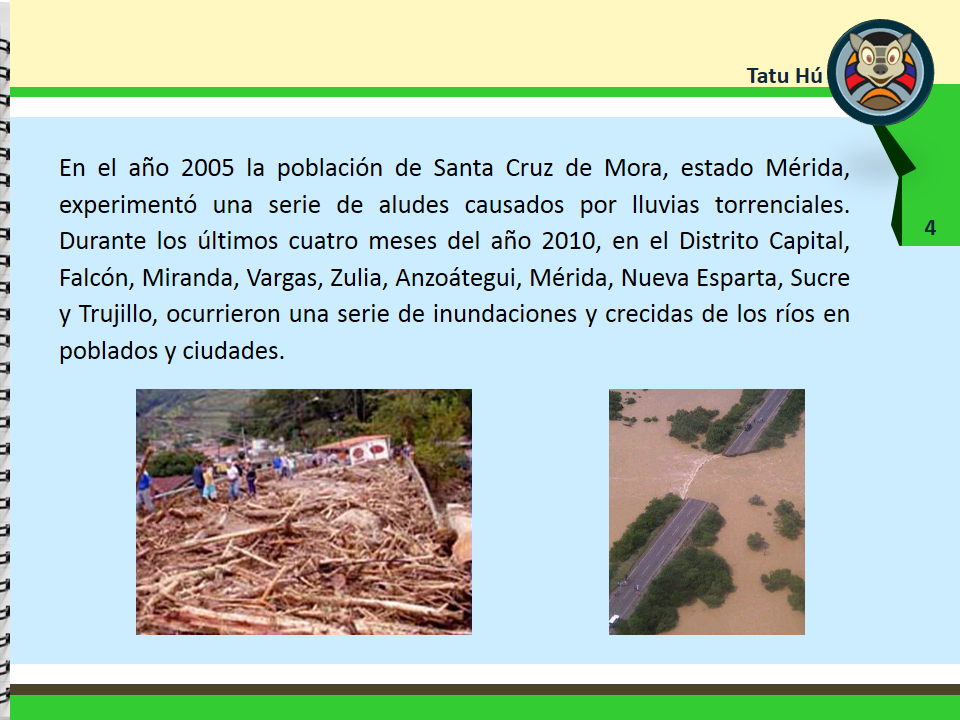 Tatu Hú
4
En el año 2005 la población de Santa Cruz de Mora, estado Mérida,
experimentó una serie de aludes causados por lluvias torrenciales.
Durante los últimos cuatro meses del año 2010, en el Distrito Capital,
Falcón, Miranda, Vargas, Zulia, Anzoátegui, Mérida, Nueva Esparta, Sucre
y Trujillo, ocurrieron una serie de inundaciones y crecidas de los ríos en
poblados y ciudades.